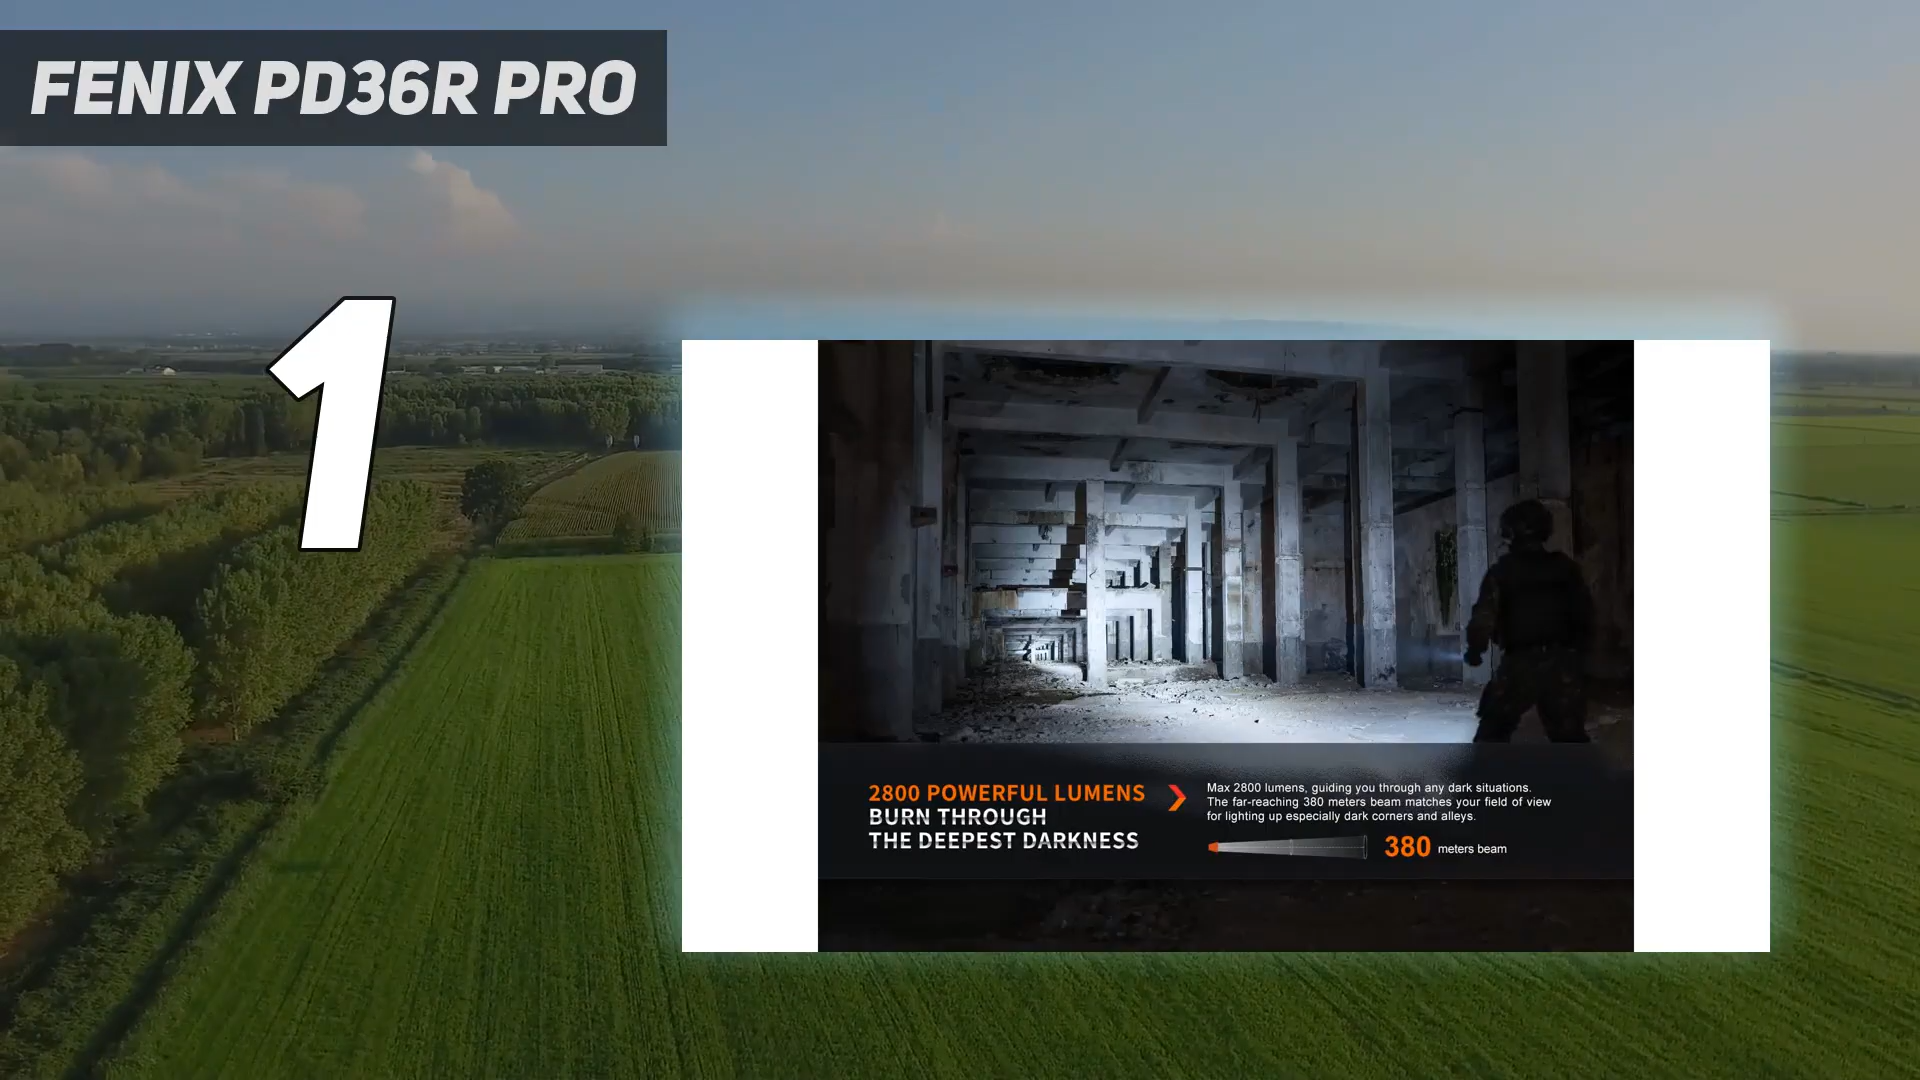 FENIX PD36R PRO
1
2800 POWERFUL LUMENS
BURN THROUGH
THE DEEPEST DARKNESS
Max 2800 lumens, guiding you through any dark situations.
The far-reaching 380 meters beam matches your field of view
for lighting up especially dark corners and alleys.
380 meters beam